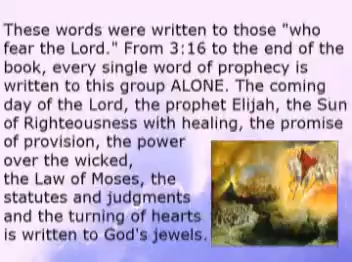 These words were written to those "who
fear the Lord." From 3:16 to the end of the
book, every single word of prophecy is
written to this group ALONE. The coming
day of the Lord, the prophet Elijah, the Sun
of Righteousness with healing, the promise
of provision, the power
over the wicked,
the Law of Moses, the
statutes and judgments
and the turning of hearts
is written to God's jewels.